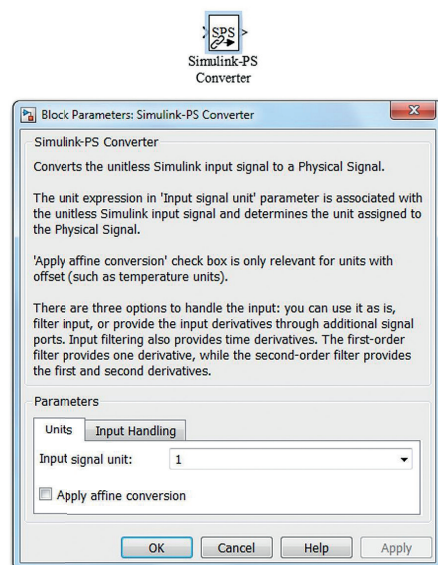 SPS
Simulink-PS
Converter
Block Parameters: Simulink-PS Converter
Simulink-PS Converter
Converts the unitless Simulink input signal to a Physical Signal.
The unit expression in 'Input signal unit' parameter is associated with
the unitless Simulink input signal and determines the unit assigned to
the Physical Signal.
'Apply affine conversion' check box is only relevant for units with
offset (such as temperature units).
There are three options to handle the input: you can use it as is,
filter input, or provide the input derivatives through additional signal
ports. Input filtering also provides time derivatives. The first-order
filter provides one derivative, while the second-order filter provides
the first and second derivatives.
Parameters
Units Input Handling
Input signal unit: 1
Apply affine conversion
OK Cancel Help Apply